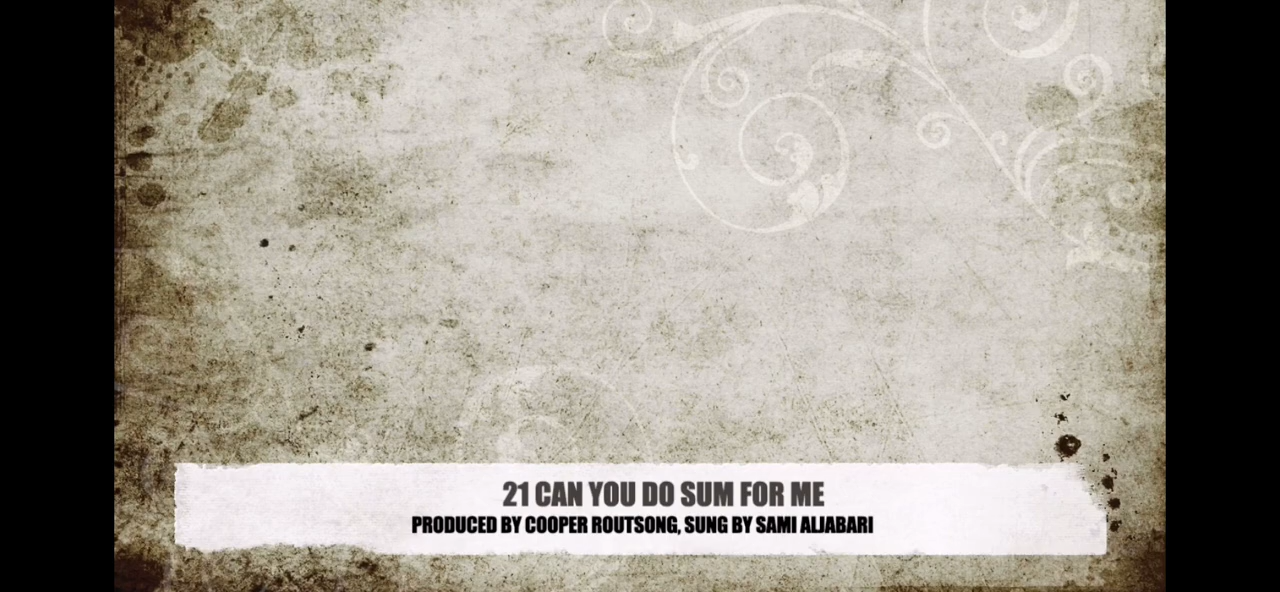 21 CAN YOU DO SUM FOR ME
PRODUCED BY COOPER ROUTSONG, SUNG BY SAMI ALJABARI